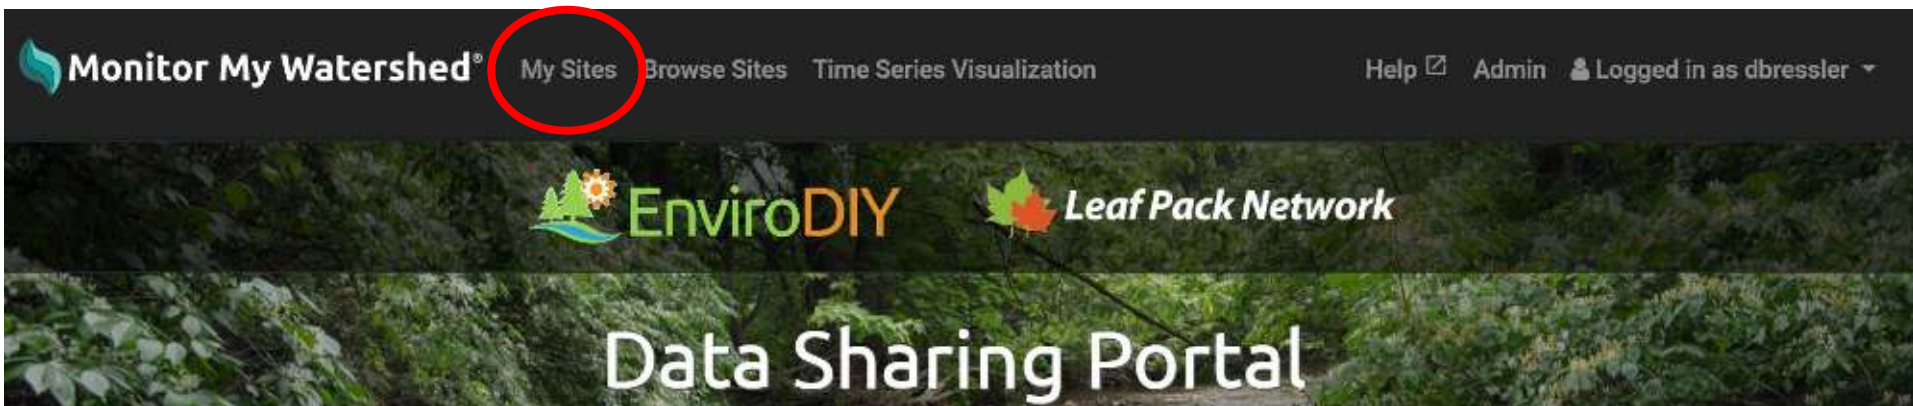 Monitor My Watershed® My Sites Browse Sites Time Series Visualization Help Admin Logged in as dbressler
EnviroDIY Leaf Pack Network
Data Sharing Portal